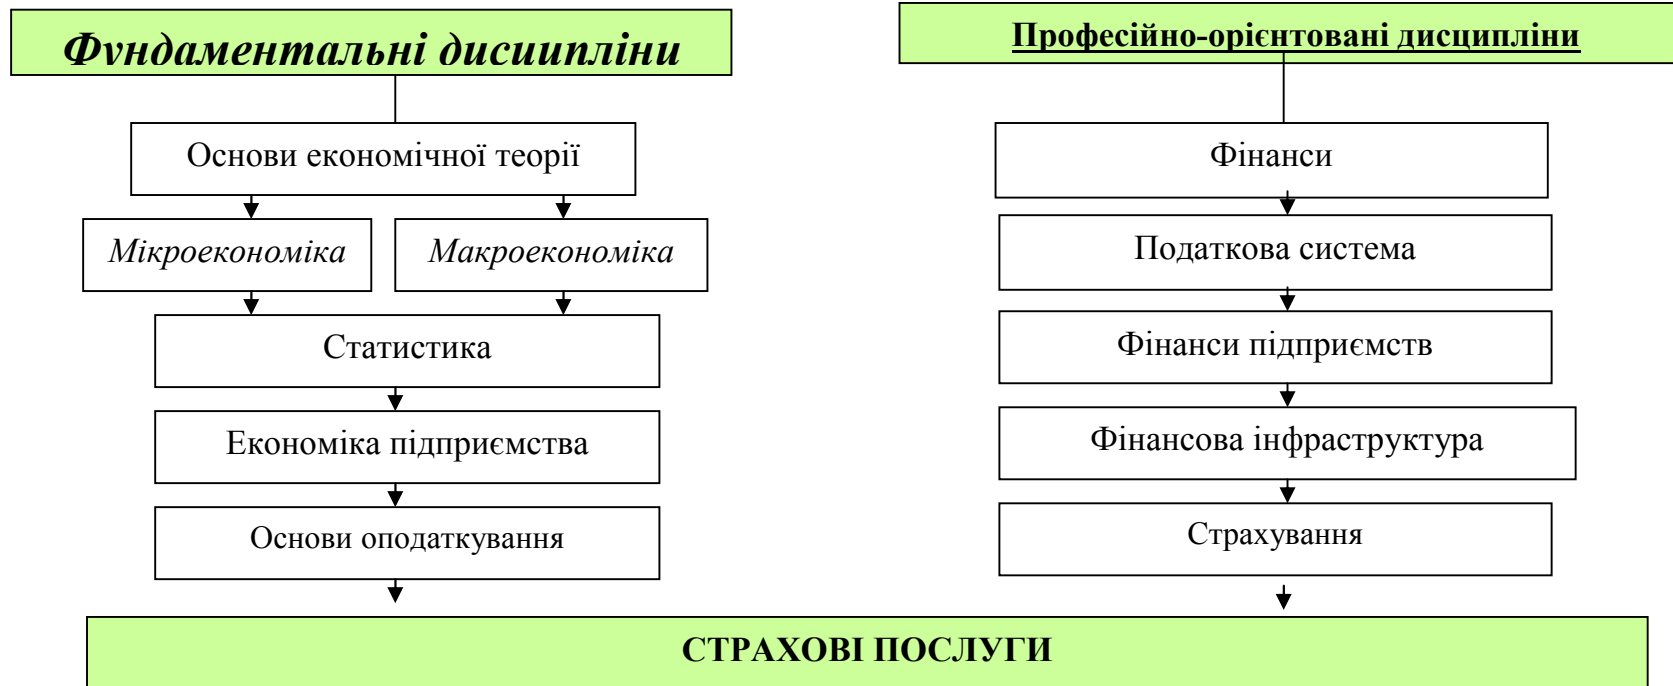 Фундаментальні дисципліни
Професійно-орієнтовані дисципліни
Основи економічної теорії
Мікроекономіка
Макроекономіка
Статистика
Економіка підприємства
Основи оподаткування
Фінанси
Податкова система
Фінанси підприємств
Фінансова інфраструктура
Страхування
СТРАХОВІ ПОСЛУГИ